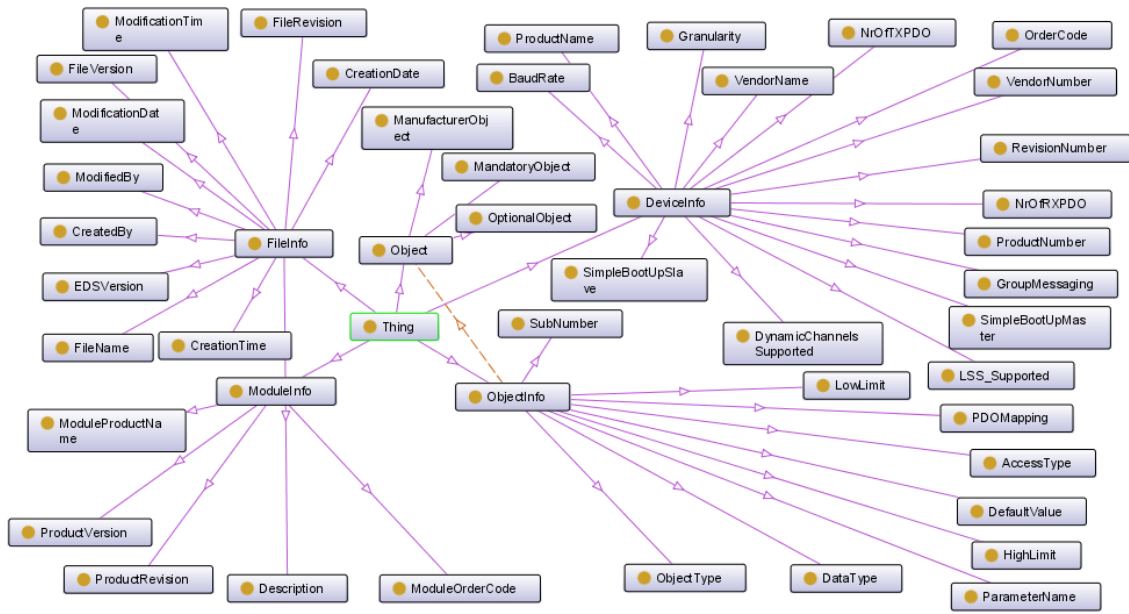 ModificationTim
e
FileRevision
ProductName
Granularity
NrOfTXPDO
OrderCode
FileVersion
CreationDate
BaudRate
VendorName
VendorNumber
ModificationDat
e
ManufacturerObj
ect
RevisionNumber
ModifiedBy
MandatoryObject
DeviceInfo
NrOfRXPDO
CreatedBy
FileInfo
Object
OptionalObject
ProductNumber
EDSVersion
SimpleBootUpSla
ve
GroupMessaging
FileName
CreationTime
Thing
SubNumber
DynamicChannels
Supported
SimpleBootUpMas
ter
ModuleInfo
ObjectInfo
LowLimit
LSS_Supported
ModuleProductNa
me
PDOMapping
AccessType
ProductVersion
DefaultValue
HighLimit
ProductRevision
Description
ModuleOrderCode
ObjectType
DataType
ParameterName